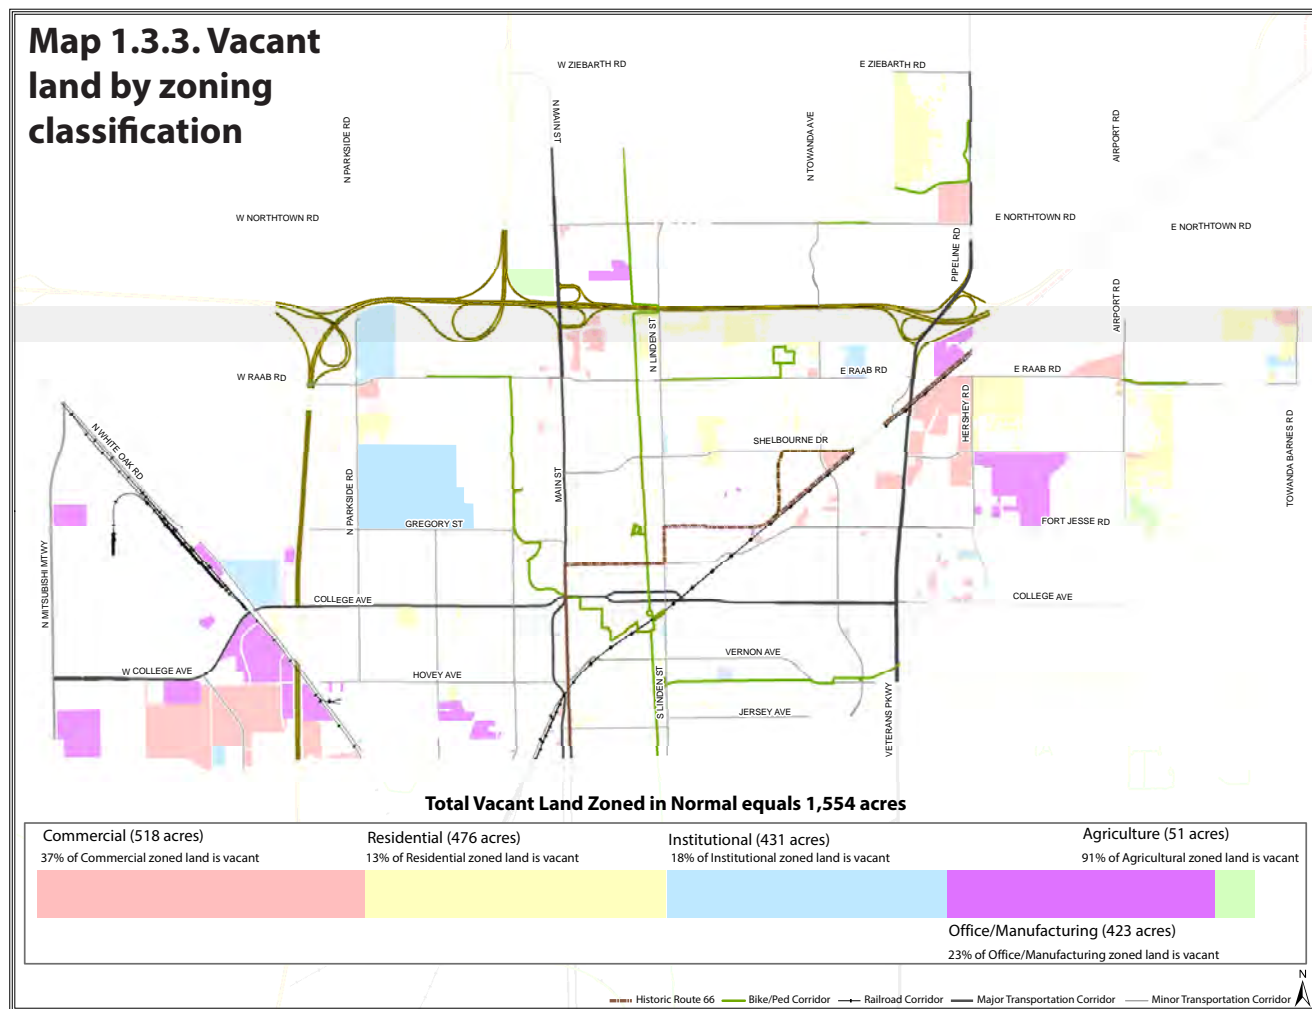 Map 1.3.3. Vacant
land by zoning
classification
W ZIEBARTH RD
E ZIEBARTH RD
N MAIN ST
N PARKSIDE RD
N TOWANDA AVE
AIRPORT RD
W NORTHTOWN RD
E NORTHTOWN RD
E NORTHTOWN RD
PIPELINE RD
AIRPORT RD
N LINDEN ST
W RAAB RD
E RAAB RD
E RAAB RD
HERSHEY RD
TOWANDA BARNES RD
N WHITE OAK RD
SHELBOURNE DR
MAIN ST
N PARKSIDE RD
GREGORY ST
FORT JESSE RD
N MITSUBISHI MTWY
COLLEGE AVE
COLLEGE AVE
W COLLEGE AVE
HOVEY AVE
VERNON AVE
S LINDEN ST
JERSEY AVE
VETERANS PKWY
Total Vacant Land Zoned in Normal equals 1,554 acres
Commercial (518 acres)
37% of Commercial zoned land is vacant
Residential (476 acres)
13% of Residential zoned land is vacant
Institutional (431 acres)
18% of Institutional zoned land is vacant
Agriculture (51 acres)
91% of Agricultural zoned land is vacant
Office/Manufacturing (423 acres)
23% of Office/Manufacturing zoned land is vacant
N
Historic Route 66
Bike/Ped Corridor
Railroad Corridor
Major Transportation Corridor
Minor Transportation Corridor